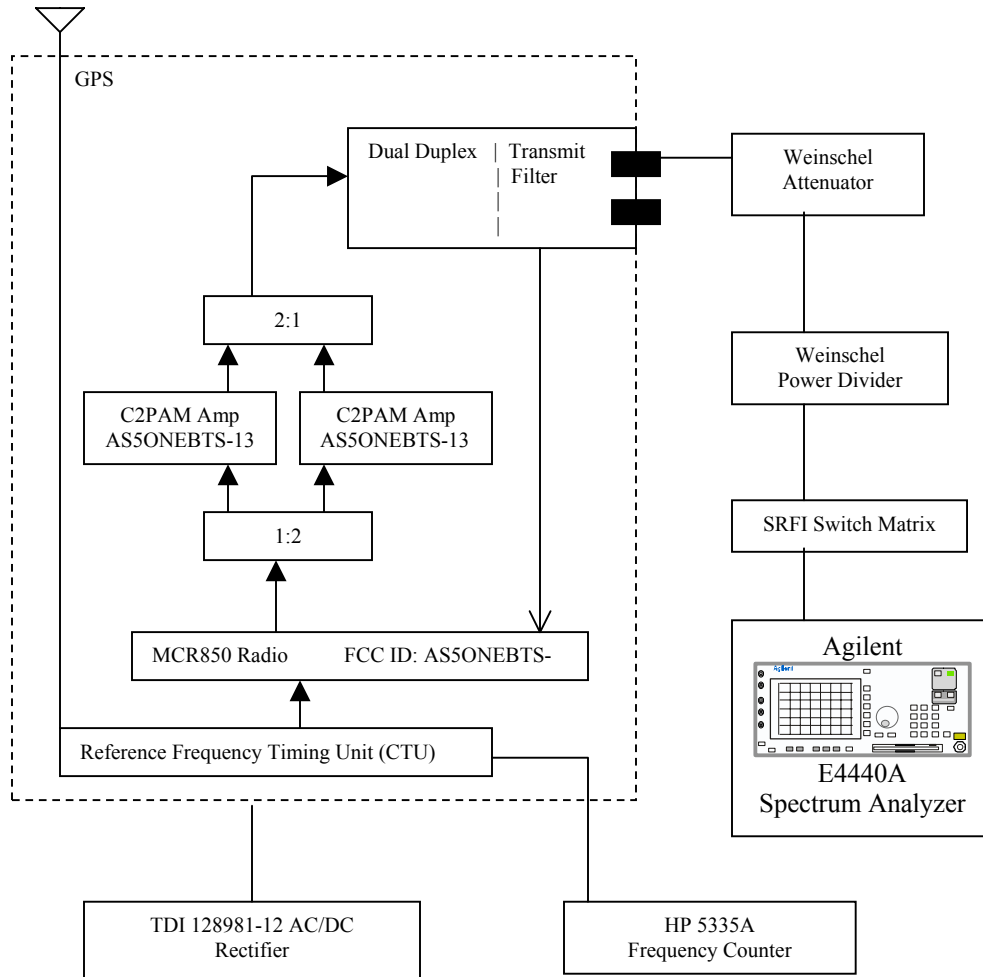 GPS
Dual Duplex | Transmit
Filter
Weinschel
Attenuator
2:1
Weinschel
Power Divider
C2PAM Amp
AS5ONEBTS-13
C2PAM Amp
AS5ONEBTS-13
SRFI Switch Matrix
1:2
MCR850 Radio FCC ID: AS5ONEBTS-
Agilent
Agilent
E4440A
Spectrum Analyzer
Reference Frequency Timing Unit (CTU)
TDI 128981-12 AC/DC
Rectifier
HP 5335A
Frequency Counter